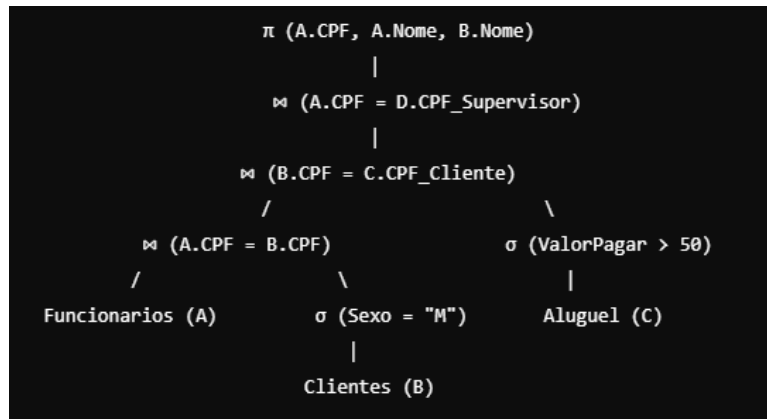 π (A.CPF, A.Nome, B.Nome)
|
⋈ (A.CPF = D.CPF_Supervisor)
|
⋈ (B.CPF = C.CPF_Cliente)
/ \
⋈ (A.CPF = B.CPF) σ (ValorPagar > 50)
/ \ |
Funcionarios (A) σ (Sexo = "M") Aluguel (C)
|
Clientes (B)